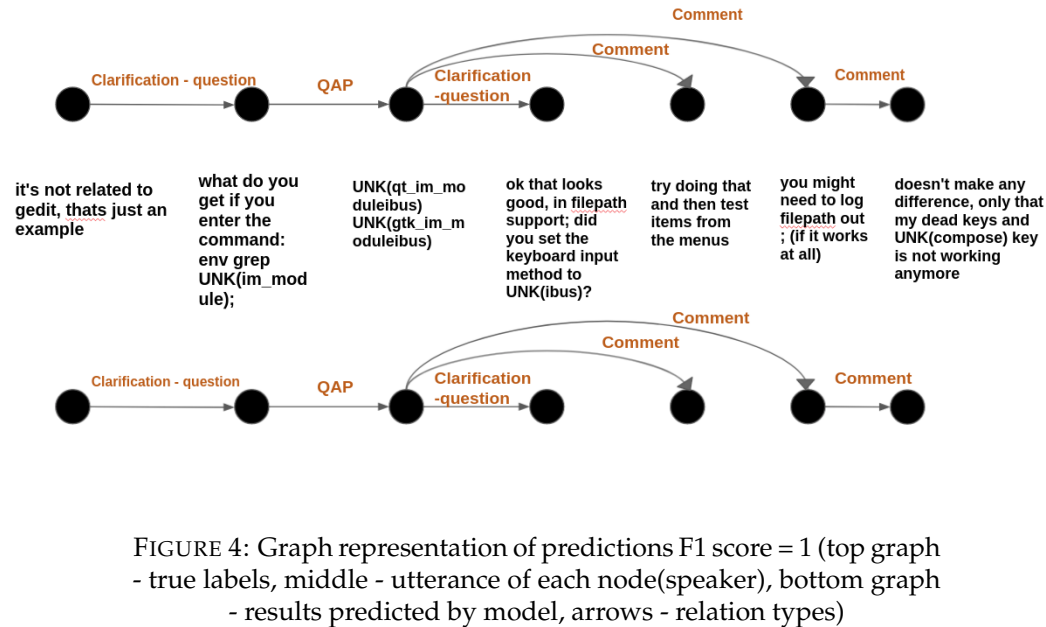 Comment
Comment
Clarification - question
QAP
Clarification
-question
Comment
it's not related to
gedit, thats just an
example
what do you
get if you
enter the
command:
env grep
UNK(im_mod
ule);
UNK(qt_im_mo
duleibus)
UNK(gtk_im_m
oduleibus)
ok that looks
good, in filepath
support; did
you set the
keyboard input
method to
UNK(ibus)?
try doing that
and then test
items from
the menus
you might
need to log
filepath out
; (if it works
at all)
doesn't make any
difference, only that
my dead keys and
UNK(compose) key
is not working
anymore
Comment
Comment
Clarification - question
QAP
Clarification
-question
Comment
FIGURE 4: Graph representation of predictions F1 score = 1 (top graph
- true labels, middle - utterance of each node(speaker), bottom graph
- results predicted by model, arrows - relation types)